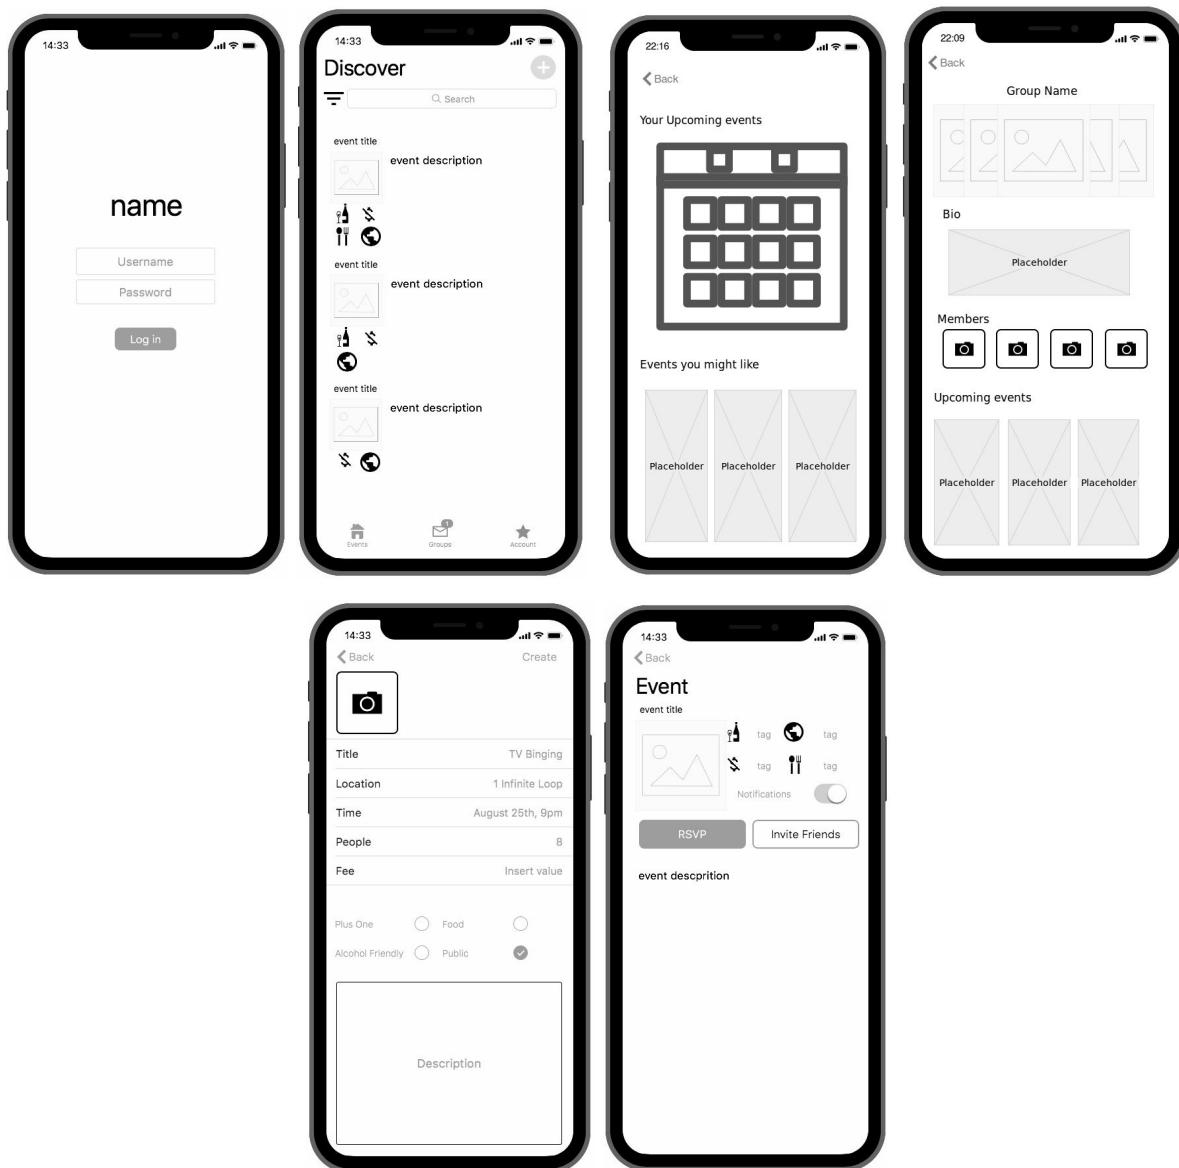 14:33
name
Username
Password
Log in
14:33
Discover
Search
event title
event description
event title
event description
event title
event description
1
Events
Groups
Account
22:16
Back
Your Upcoming events
Events you might like
Placeholder
Placeholder
Placeholder
22:09
Back
Group Name
Bio
Placeholder
Members
Upcoming events
Placeholder
Placeholder
Placeholder
14:33
Back
Create
Title
TV Binging
Location
1 Infinite Loop
Time
August 25th, 9pm
People
8
Fee
Insert value
Plus One
Food
Alcohol Friendly
Public
Description
14:33
Back
Event
event title
tag
tag
tag
tag
Notifications
RSVP
Invite Friends
event descprition